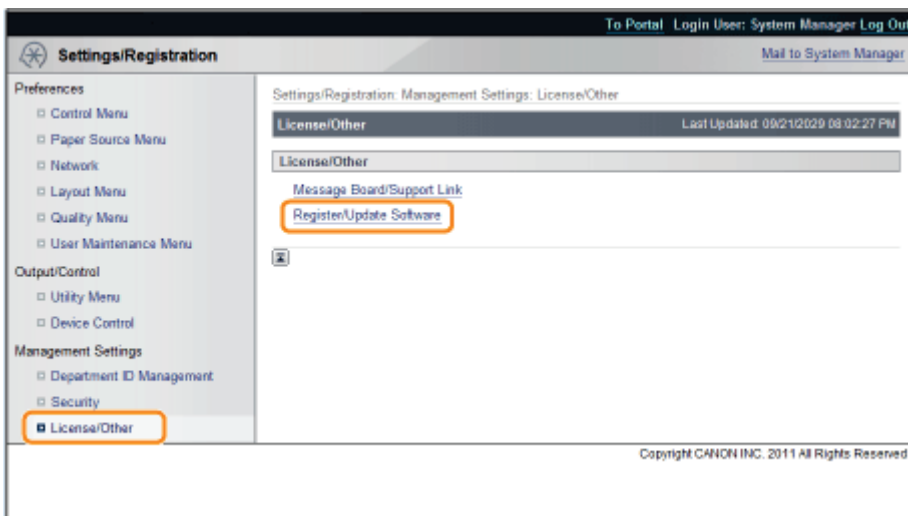 To Portal Login User: System Manager Log Out
Settings/Registration
Mail to System Manager
Preferences
Control Menu
Paper Source Menu
Network
Layout Menu
Quality Menu
User Maintenance Menu
Output/Control
Utility Menu
Device Control
Management Settings
Department ID Management
Security
License/Other
Settings/Registration: Management Settings: License/Other
License/Other Last Updated: 09/21/2029 08:02:27 PM
License/Other
Message Board/Support Link
Register/Update Software
Copyright CANON INC. 2011 All Rights Reserved